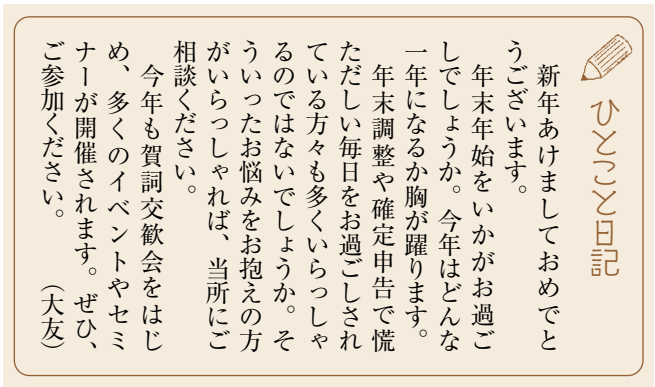 ひとこと日記
新年あけましておめでと
うございます。
年末年始をいかがお過ご
しでしょうか。今年はどんな
一年になるか胸が躍ります。
年末調整や確定申告で慌
ただしい毎日をお過ごしされ
ている方々も多くいらっしゃ
るのではないでしょうか。そ
ういったお悩みをお抱えの方
がいらっしゃれば、当所にご
相談ください。
今年も賀詞交歓会をはじ
め、多くのイベントやセミ
ナーが開催されます。ぜひ、
ご参加ください。（大友）